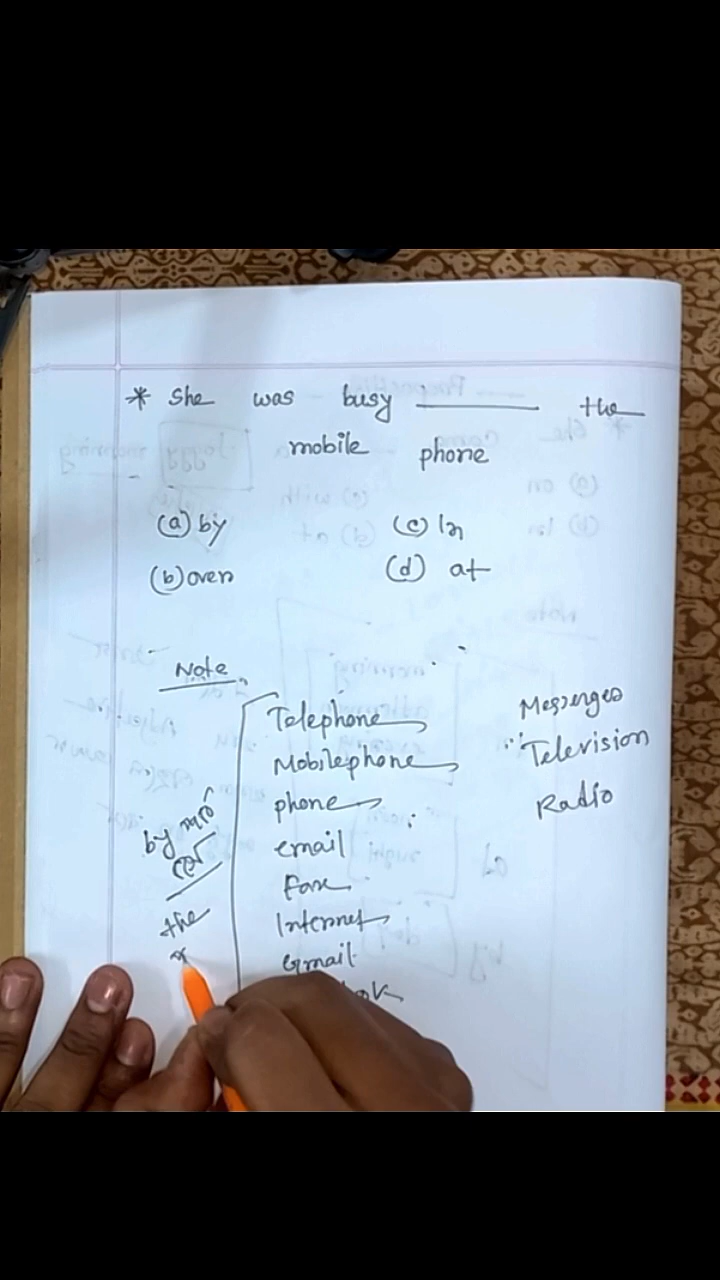 * She was busy ______ the
mobile phone
(a) by (c) In
(b) over (d) at
Note
Telephone
Mobilephone
phone
email
Fax
Internet
Gmail
Messenger
Television
Radio
by
the